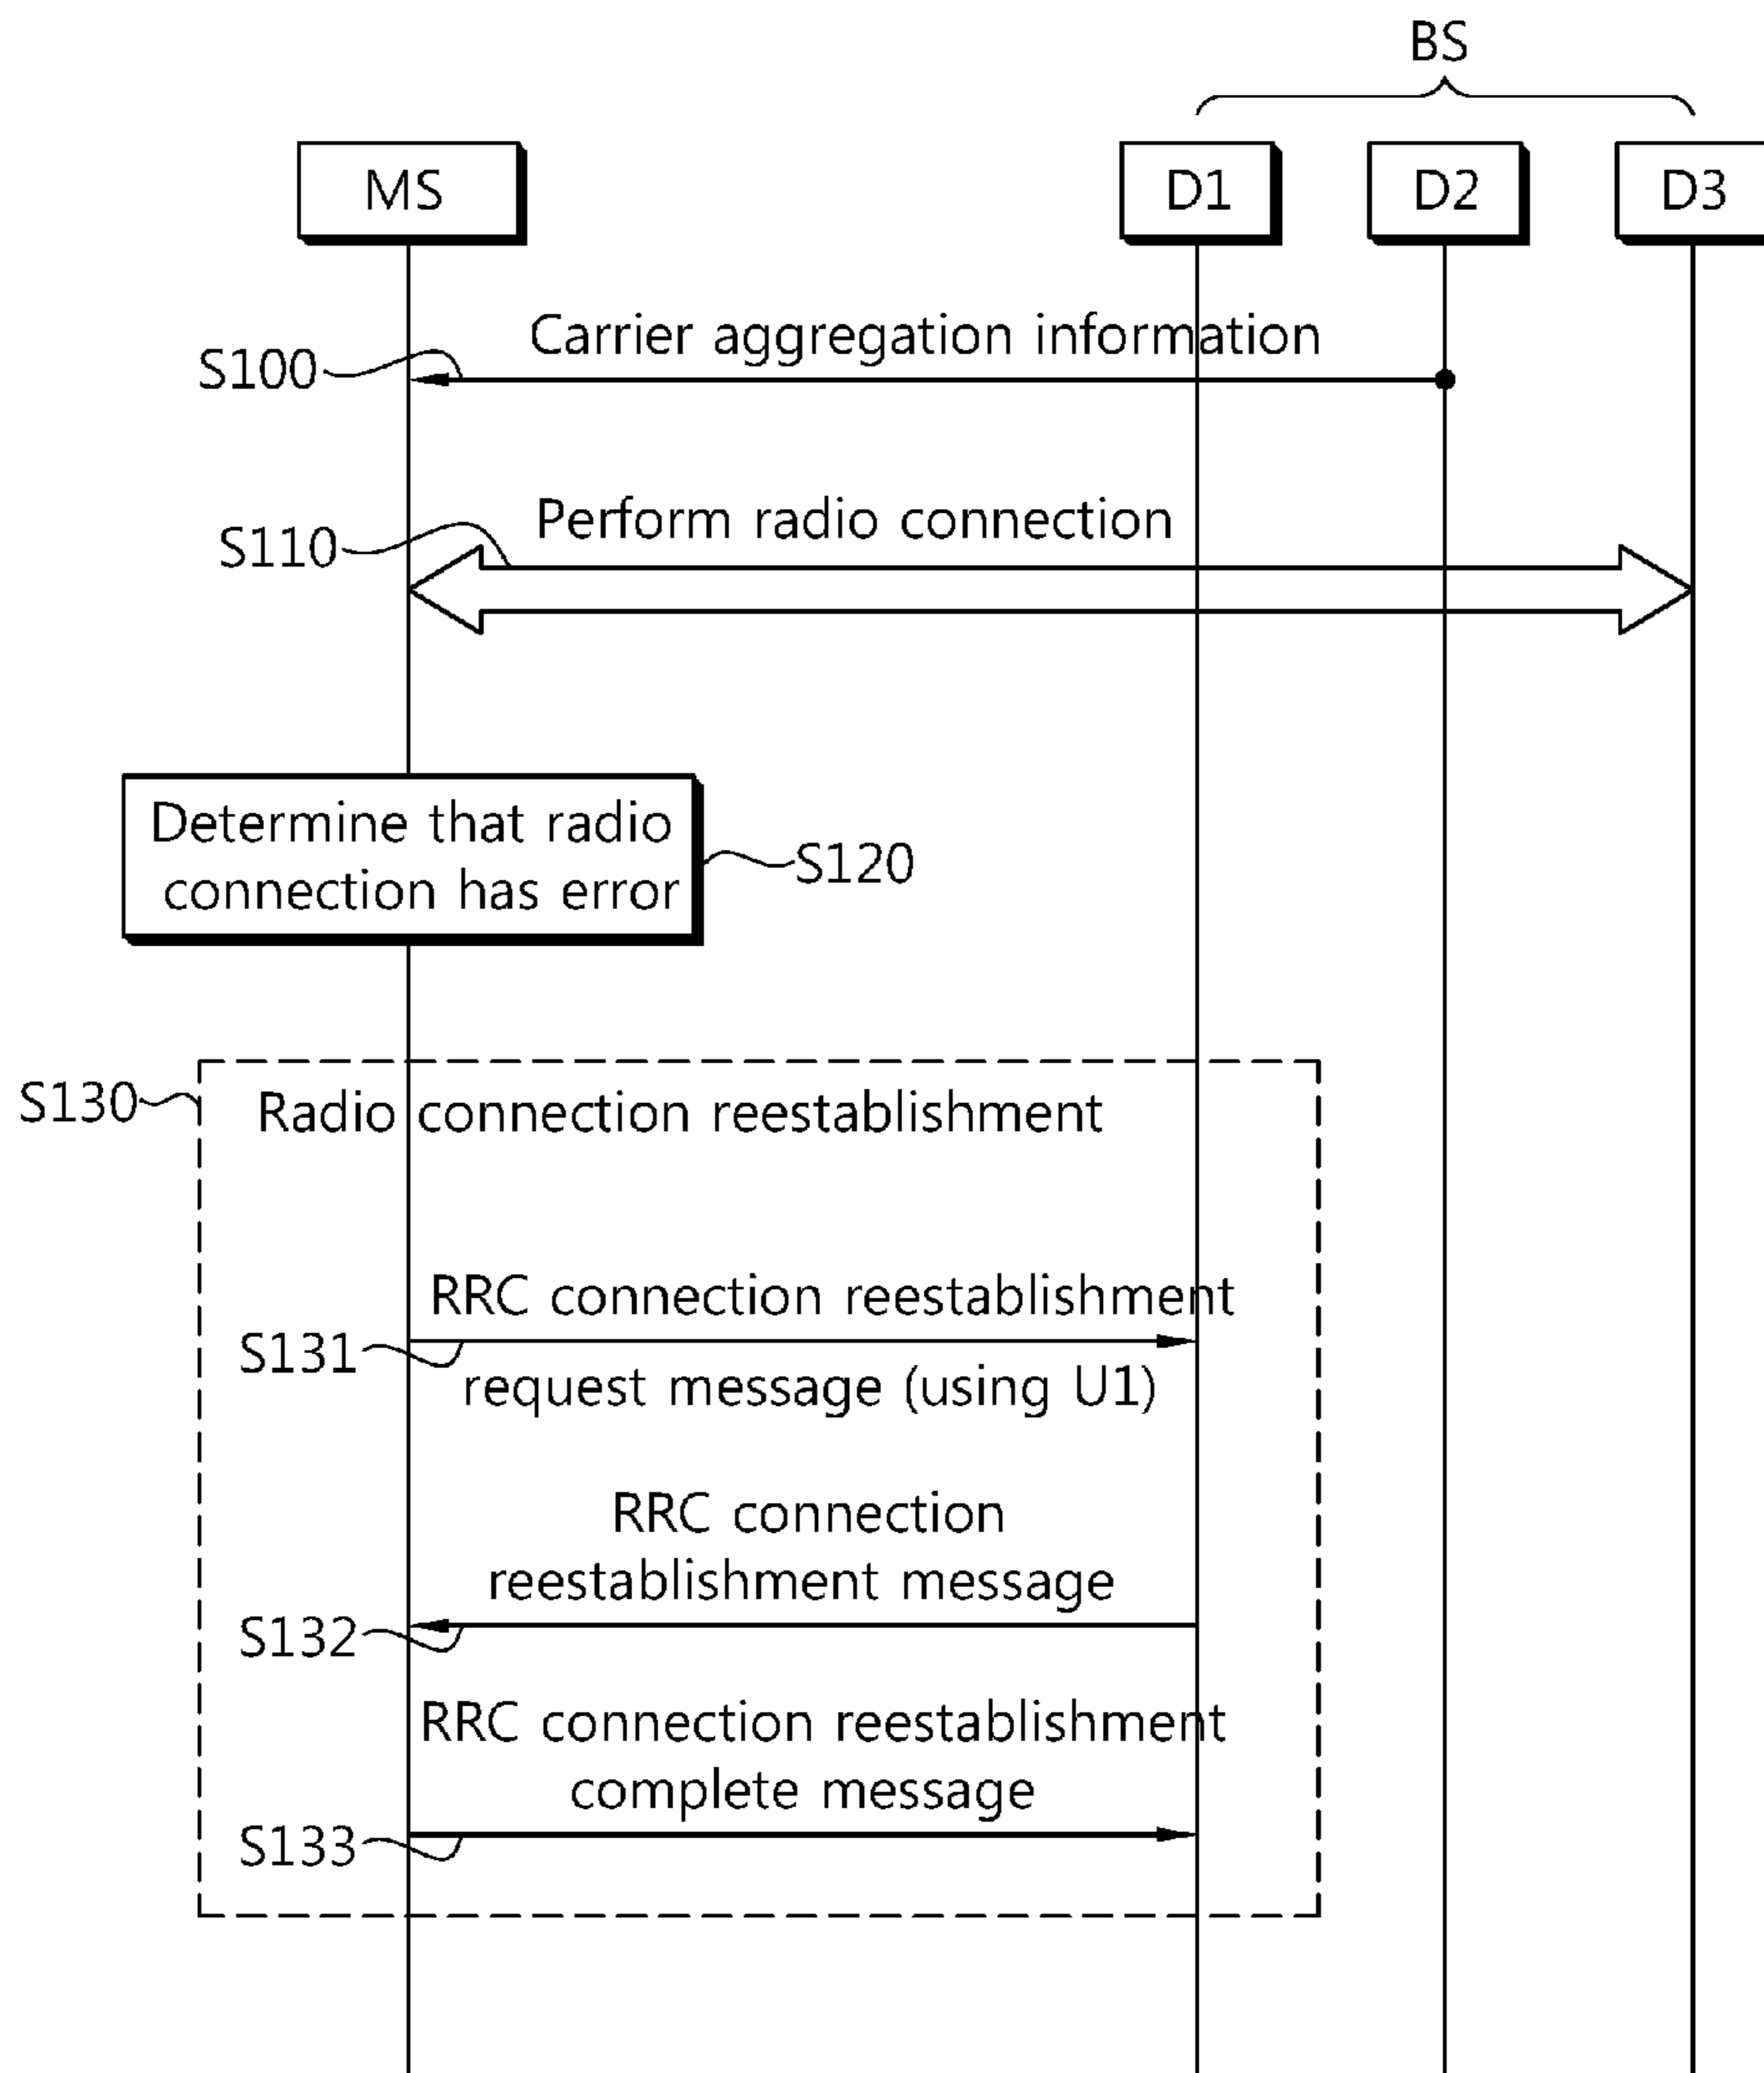 BS
MS
D1
D2
D3
Carrier aggregation information
S100
Perform radio connection
S110
Determine that radio
connection has error
S120
S130
Radio connection reestablishment
RRC connection reestablishment
S131
request message (using U1)
RRC connection
reestablishment message
S132
RRC connection reestablishment
complete message
S133